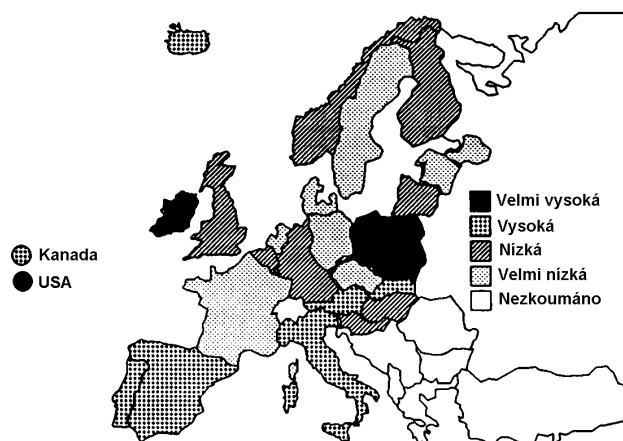 Kanada
USA
Velmi vysoká
Vysoká
Nízká
Velmi nízká
Nezkoumáno